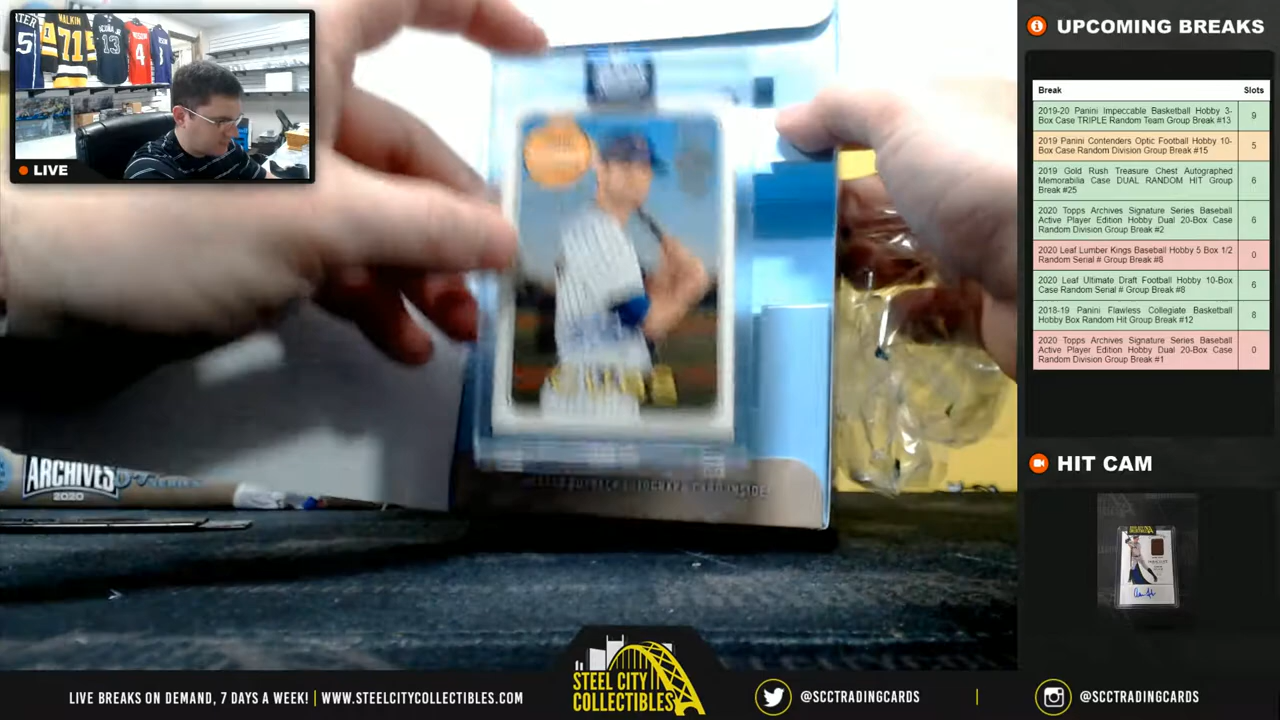 LIVE
TER
5
MALKIN
71
ACUÑA JR.
13
4
ARCHIVES
2020
UPCOMING BREAKS
Break Slots
2019-20 Panini Impeccable Basketball Hobby 3-
Box Case TRIPLE Random Team Group Break #13 9
2019 Panini Contenders Optic Football Hobby 10-
Box Case Random Division Group Break #15 5
2019 Gold Rush Treasure Chest Autographed
Memorabilia Case DUAL RANDOM HIT Group
Break #25 6
2020 Topps Archives Signature Series Baseball
Active Player Edition Hobby Dual 20-Box Case
Random Division Group Break #2 6
2020 Leaf Lumber Kings Baseball Hobby 5 Box 1/2
Random Serial # Group Break #8 0
2020 Leaf Ultimate Draft Football Hobby 10-Box
Case Random Serial # Group Break #8 6
2018-19 Panini Flawless Collegiate Basketball
Hobby Box Random Hit Group Break #12 8
2020 Topps Archives Signature Series Baseball
Active Player Edition Hobby Dual 20-Box Case
Random Division Group Break #1 0
HIT CAM
LIVE BREAKS ON DEMAND, 7 DAYS A WEEK! | WWW.STEELCITYCOLLECTIBLES.COM
STEEL CITY
COLLECTIBLES
@SCCTRADINGCARDS | @SCCTRADINGCARDS